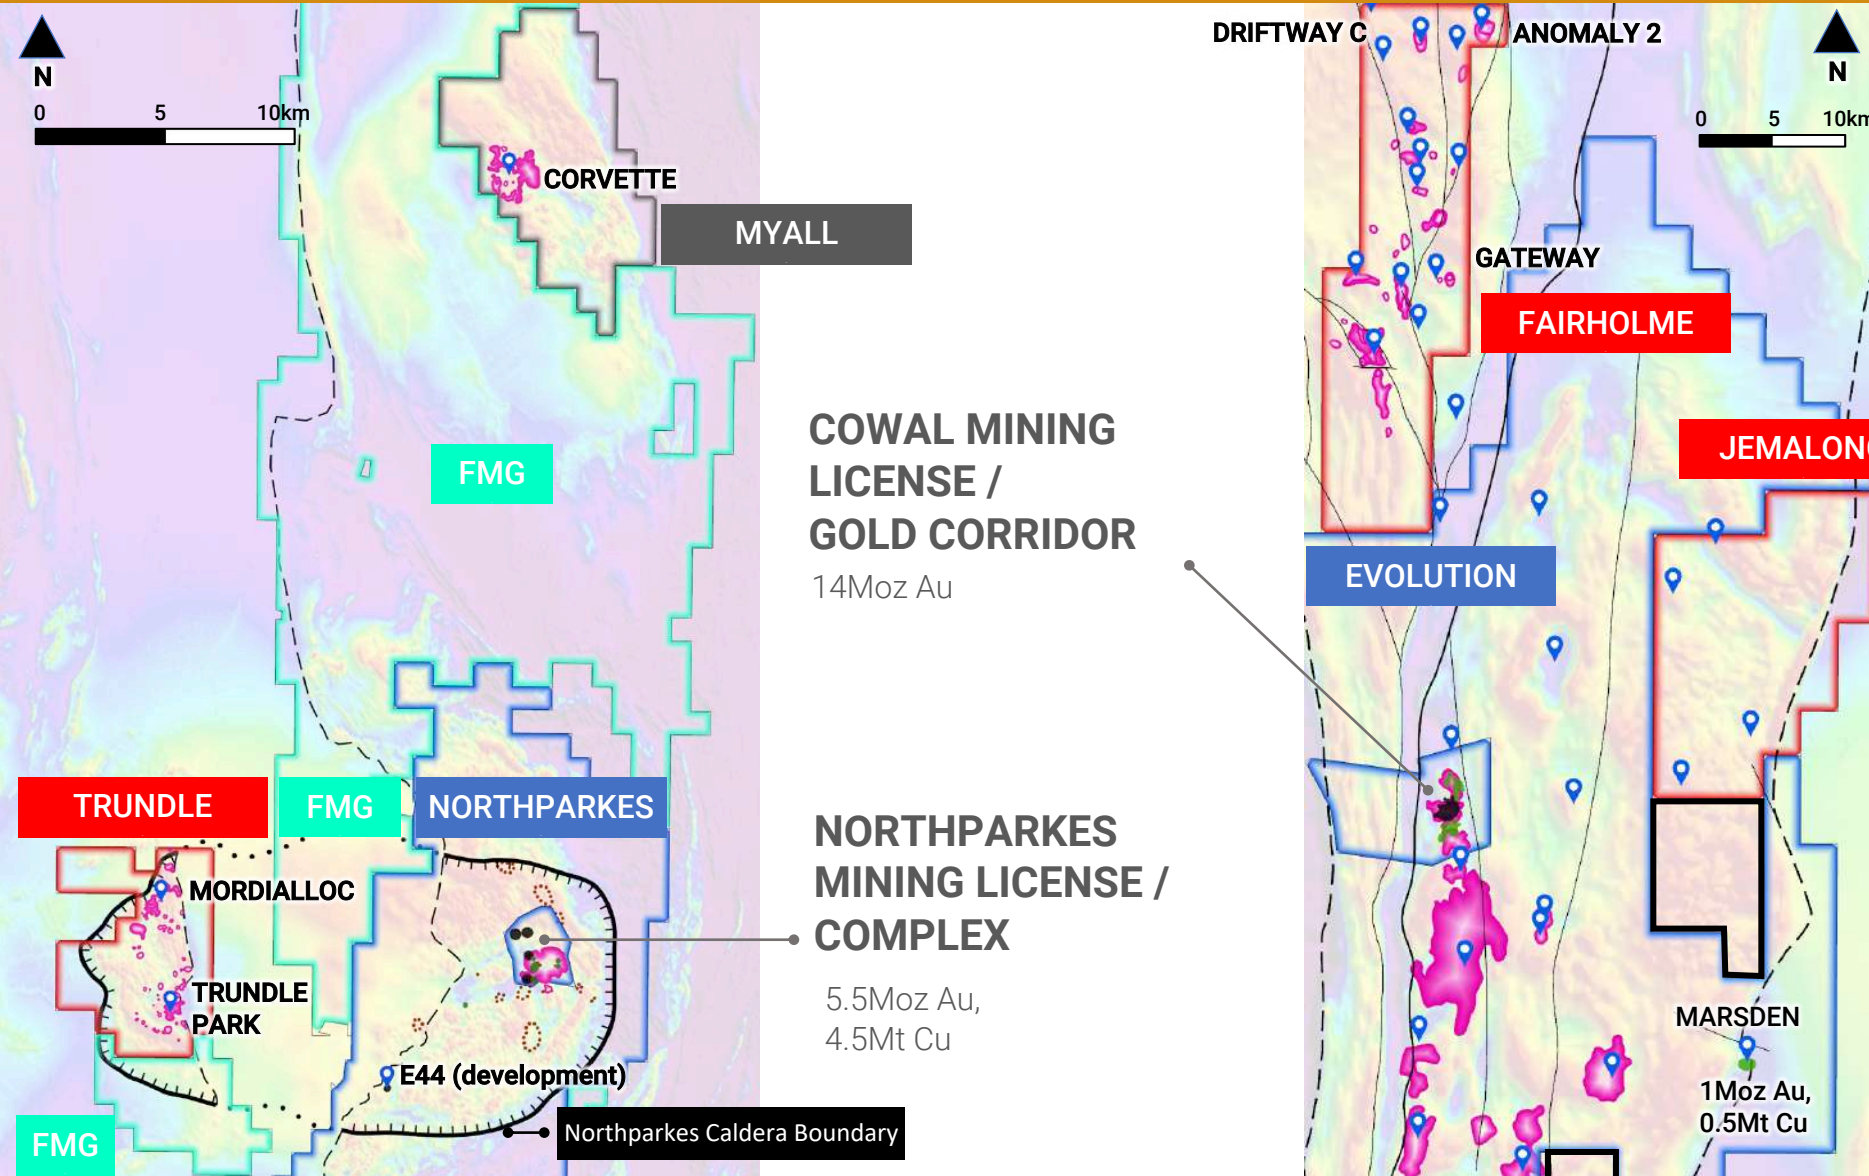 N
0 5 10km
CORVETTE
MYALL
FMG
TRUNDLE
FMG
NORTHPARKES
MORDIALLOC
TRUNDLE
PARK
E44 (development)
FMG
Northparkes Caldera Boundary
COWAL MINING
LICENSE /
GOLD CORRIDOR
14Moz Au
NORTHPARKES
MINING LICENSE /
COMPLEX
5.5Moz Au,
4.5Mt Cu
DRIFTWAY C
ANOMALY 2
N
0 5 10km
GATEWAY
FAIRHOLME
JEMALONG
EVOLUTION
MARSDEN
1Moz Au,
0.5Mt Cu